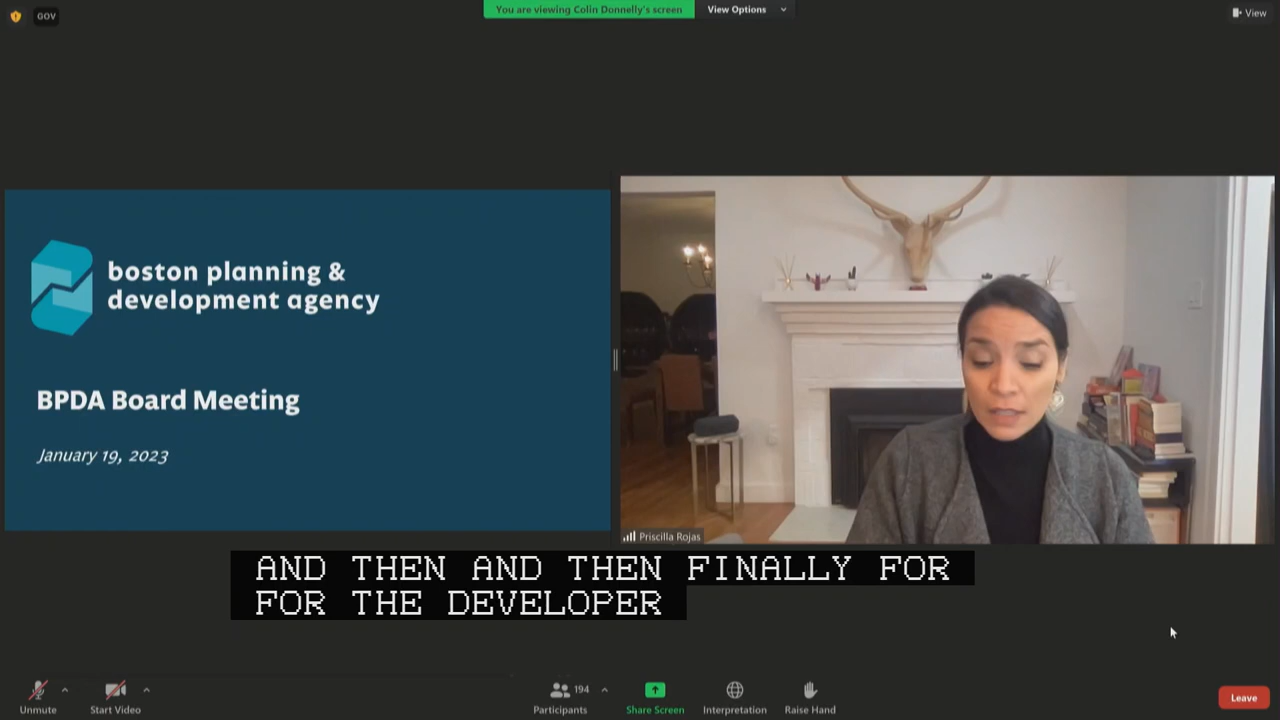 GOV
You are viewing Colin Donnelly's screen
View Options
View
boston planning &
development agency
BPDA Board Meeting
January 19, 2023
Priscilla Rojas
AND THEN AND THEN FINALLY FOR
FOR THE DEVELOPER
Unmute
Start Video
194
Participants
Share Screen
Interpretation
Raise Hand
Leave